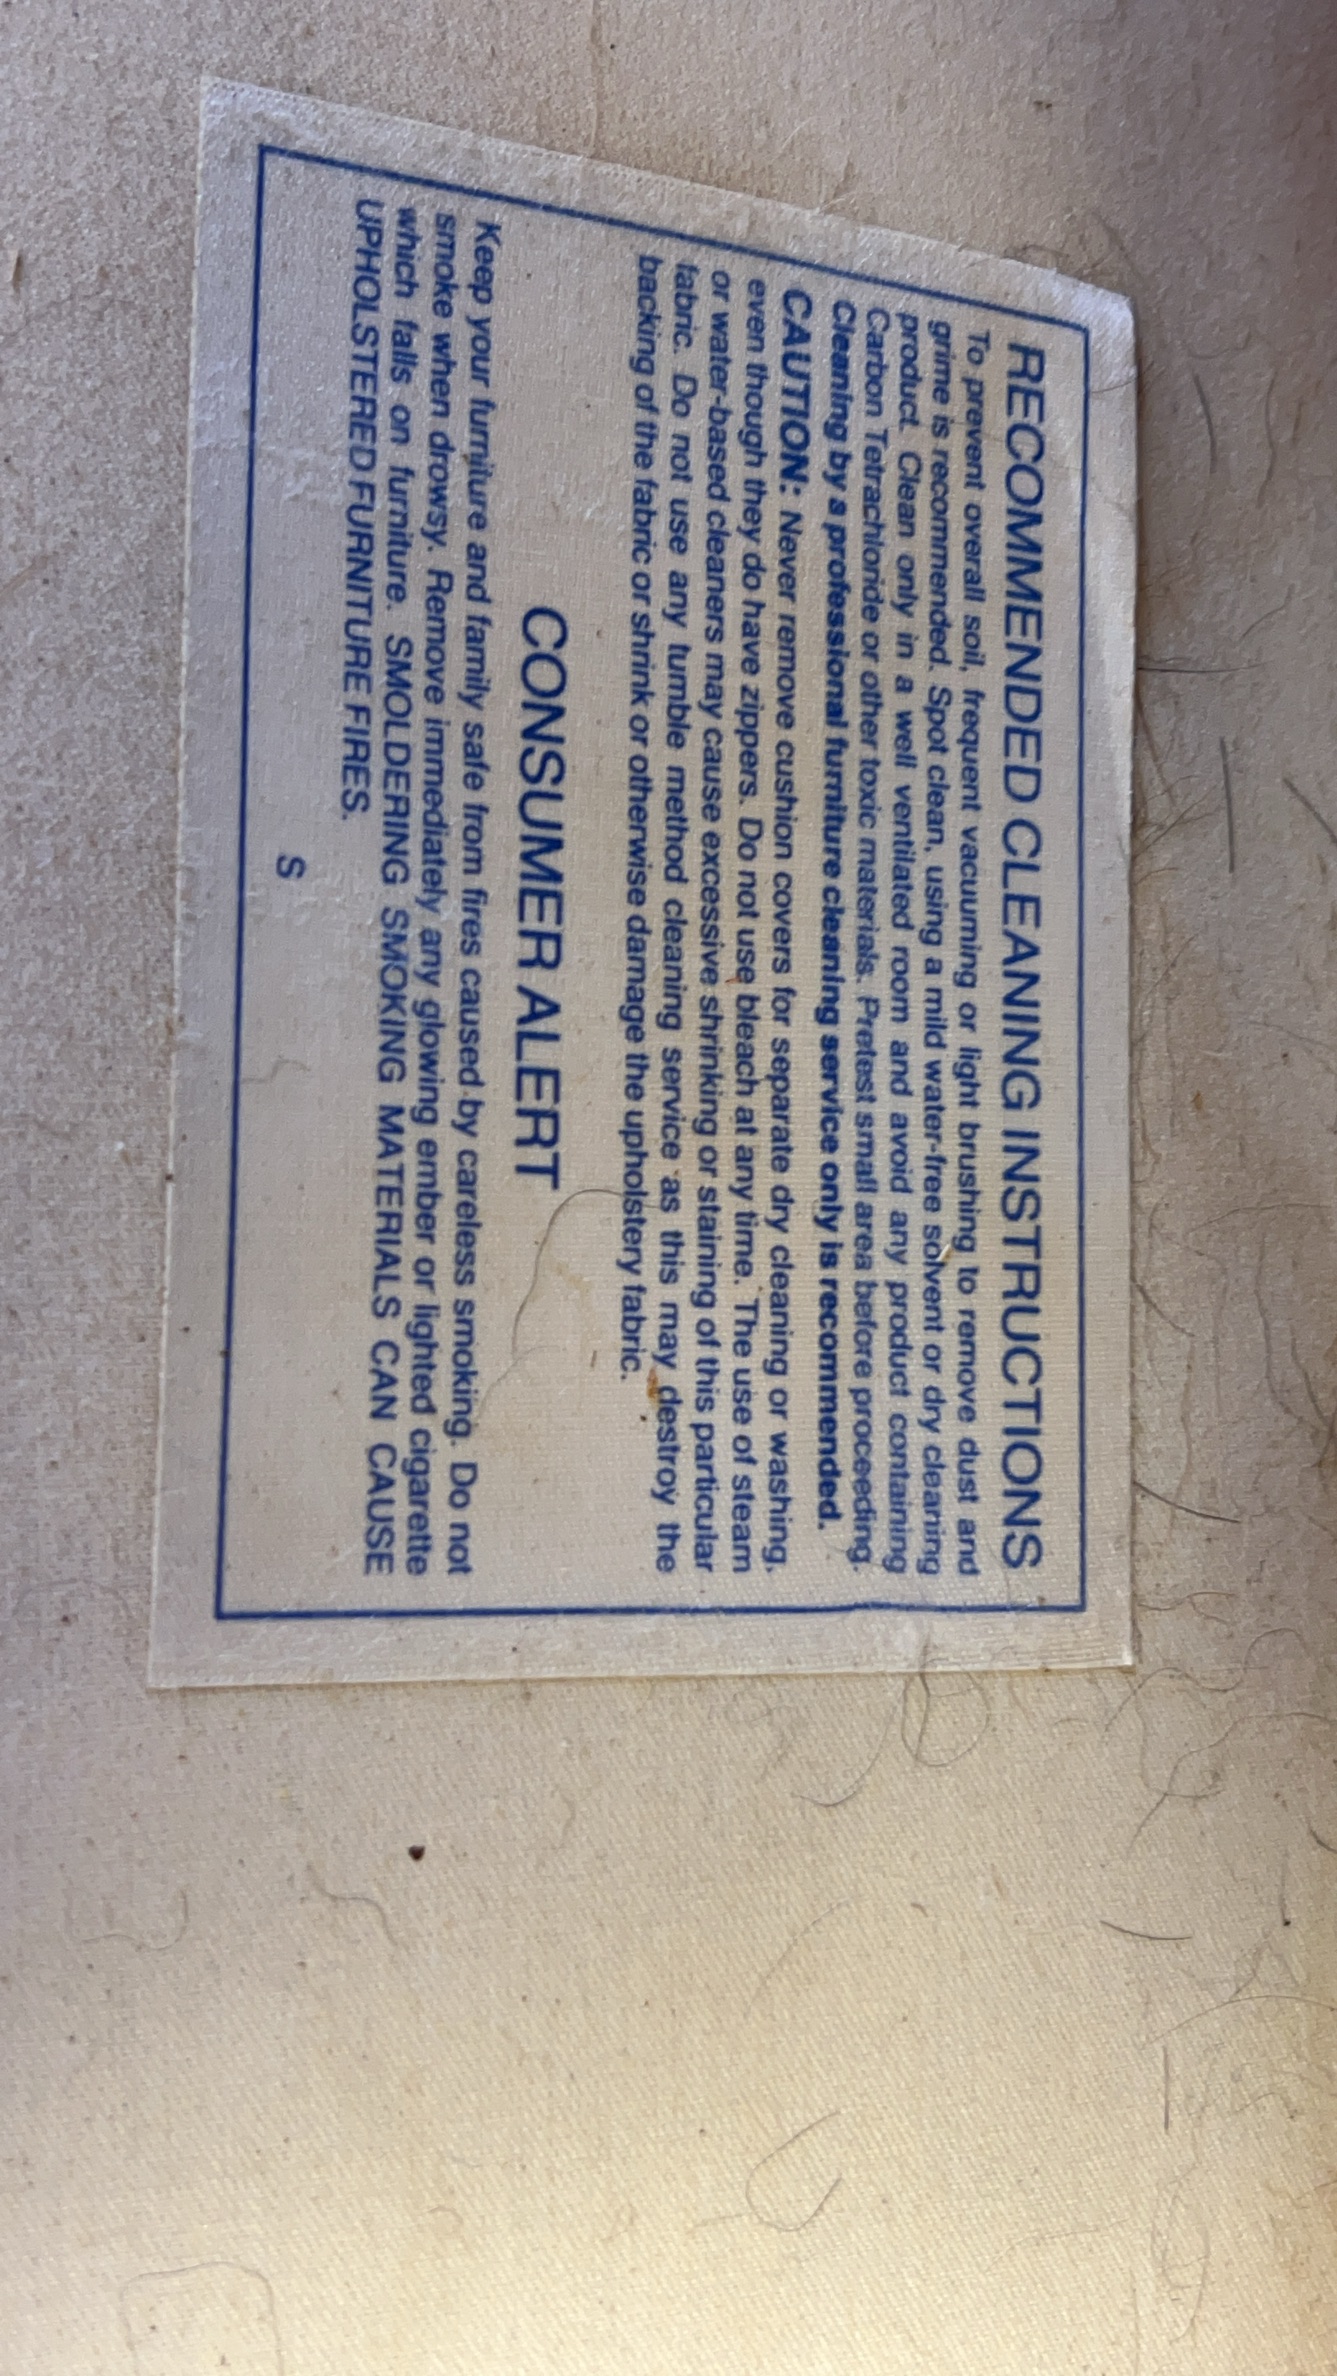 RECOMMENDED CLEANING INSTRUCTIONS
To prevent overall soil, frequent vacuuming or light brushing to remove dust and
grime is recommended. Spot clean, using a mild water-free solvent or dry cleaning
product. Clean only in a well ventilated room and avoid any product containing
Carbon Tetrachloride or other toxic materials. Pretest small area before proceeding.
Cleaning by a professional furniture cleaning service only is recommended.
CAUTION: Never remove cushion covers for separate dry cleaning or washing,
even though they do have zippers. Do not use bleach at any time. The use of steam
or water-based cleaners may cause excessive shrinking or staining of this particular
fabric. Do not use any tumble method cleaning service as this may destroy the
backing of the fabric or shrink or otherwise damage the upholstery fabric.
CONSUMER ALERT
Keep your furniture and family safe from fires caused by careless smoking. Do not
smoke when drowsy. Remove immediately any glowing ember or lighted cigarette
which falls on furniture. SMOLDERING SMOKING MATERIALS CAN CAUSE
UPHOLSTERED FURNITURE FIRES.
S